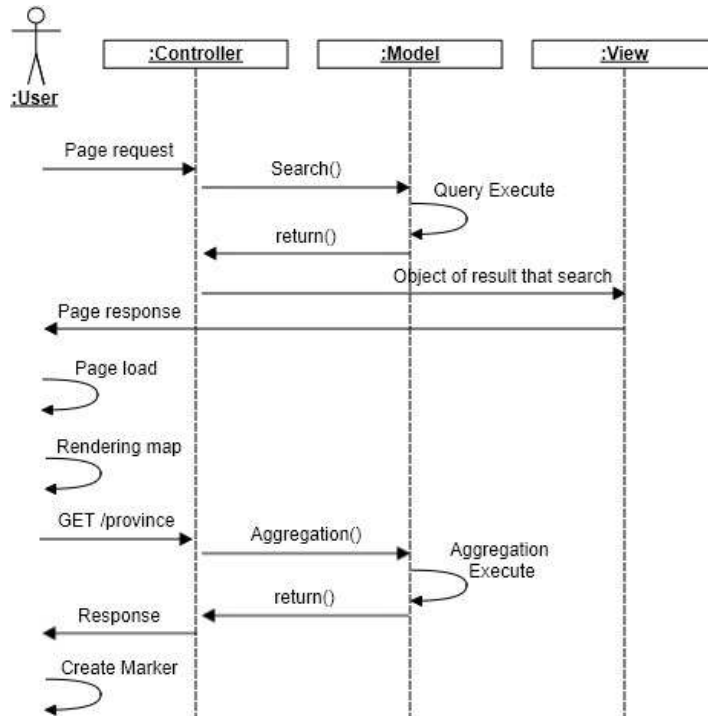 :User
:Controller
:Model
:View
Page request
Search()
Query Execute
return()
Object of result that search
Page response
Page load
Rendering map
GET /province
Aggregation()
Aggregation
Execute
return()
Response
Create Marker